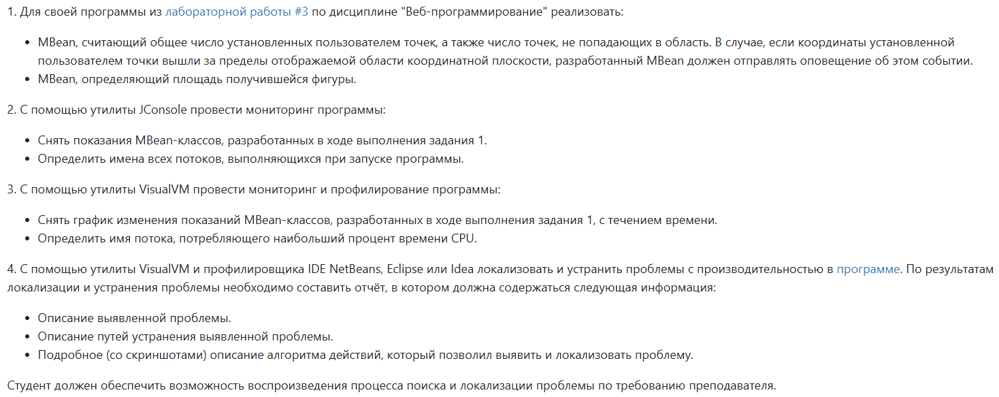 1. Для своей программы из лабораторной работы #3 по дисциплине "Веб-программирование" реализовать:
• MBean, считающий общее число установленных пользователем точек, а также число точек, не попадающих в область. В случае, если координаты установленной
пользователем точки вышли за пределы отображаемой области координатной плоскости, разработанный MBean должен отправлять оповещение об этом событии.
• MBean, определяющий площадь получившейся фигуры.
2. С помощью утилиты JConsole провести мониторинг программы:
• Снять показания MBean-классов, разработанных в ходе выполнения задания 1.
• Определить имена всех потоков, выполняющихся при запуске программы.
3. С помощью утилиты VisualVM провести мониторинг и профилирование программы:
• Снять график изменения показаний MBean-классов, разработанных в ходе выполнения задания 1, с течением времени.
• Определить имя потока, потребляющего наибольший процент времени CPU.
4. С помощью утилиты VisualVM и профилировщика IDE NetBeans, Eclipse или Idea локализовать и устранить проблемы с производительностью в программе. По результатам
локализации и устранения проблемы необходимо составить отчёт, в котором должна содержаться следующая информация:
• Описание выявленной проблемы.
• Описание путей устранения выявленной проблемы.
• Подробное (со скриншотами) описание алгоритма действий, который позволил выявить и локализовать проблему.
Студент должен обеспечить возможность воспроизведения процесса поиска и локализации проблемы по требованию преподавателя.